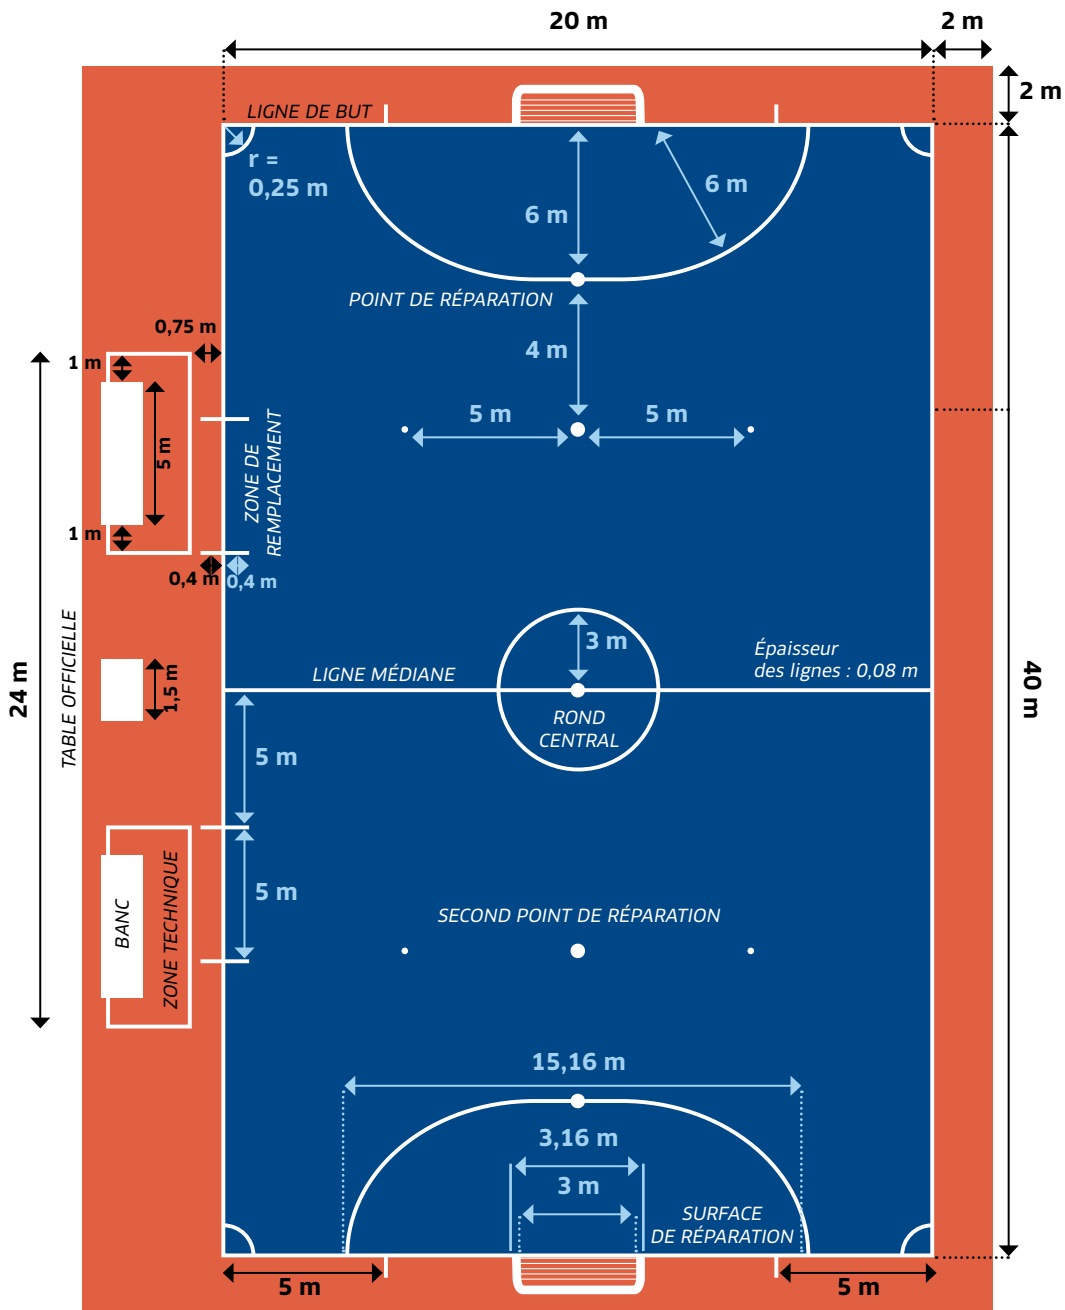 20 m
2 m
2 m
LIGNE DE BUT
r =
0,25 m
6 m
6 m
POINT DE RÉPARATION
0,75 m
1 m
4 m
5 m
5 m
5 m
ZONE DE
REMPLACEMENT
1 m
0,4 m
0,4 m
TABLE OFFICIELLE
24 m
1,5 m
3 m
LIGNE MÉDIANE
Épaisseur
des lignes : 0,08 m
40 m
ROND
CENTRAL
5 m
5 m
BANC
ZONE TECHNIQUE
SECOND POINT DE RÉPARATION
15,16 m
3,16 m
3 m
SURFACE
DE RÉPARATION
5 m
5 m